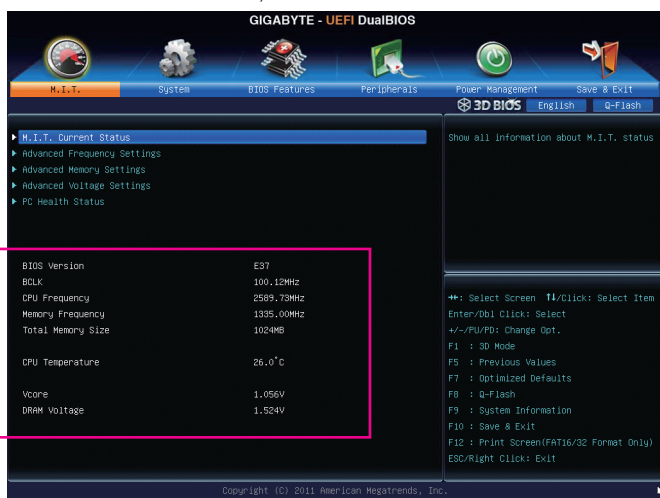 GIGABYTE - UEFI DualBIOS
M.I.T. System BIOS Features Peripherals Power Management Save & Exit
3D BIOS English Q-Flash
M.I.T. Current Status
Advanced Frequency Settings
Advanced Memory Settings
Advanced Voltage Settings
PC Health Status
Show all information about M.I.T. status
BIOS Version E37
BCLK 100.12MHz
CPU Frequency 2589.73MHz
Memory Frequency 1335.00MHz
Total Memory Size 1024MB
CPU Temperature 26.0°C
Vcore 1.056V
DRAM Voltage 1.524V
→←: Select Screen ↑↓/Click: Select Item
Enter/Dbl Click: Select
+/-/PU/PD: Change Opt.
F1 : 3D Mode
F5 : Previous Values
F7 : Optimized Defaults
F8 : Q-Flash
F9 : System Information
F10 : Save & Exit
F12 : Print Screen(FAT16/32 Format Only)
ESC/Right Click: Exit
Copyright (C) 2011 American Megatrends, Inc.